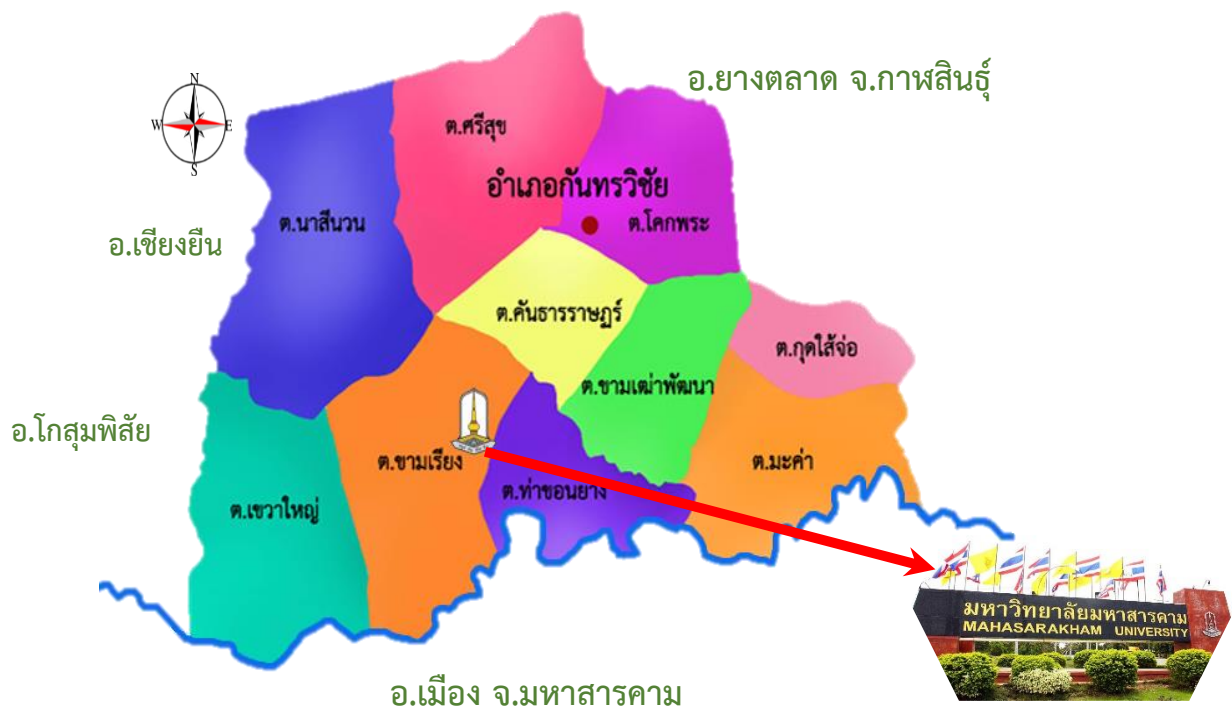 อ.ยางตลาด จ.กาฬสินธุ์
N
W E
S
ต.ศรีสุข
อำเภอกันทรวิชัย
ต.นาสีนวน
ต.โคกพระ
อ.เชียงยืน
ต.คันธารราษฎร์
ต.กุดใส้จ่อ
ต.ขามเฒ่าพัฒนา
อ.โกสุมพิสัย
ต.ขามเรียง
ต.มะค่า
ต.ท่าขอนยาง
ต.เขวาใหญ่
มหาวิทยาลัยมหาสารคาม
MAHASARAKHAM UNIVERSITY
อ.เมือง จ.มหาสารคาม